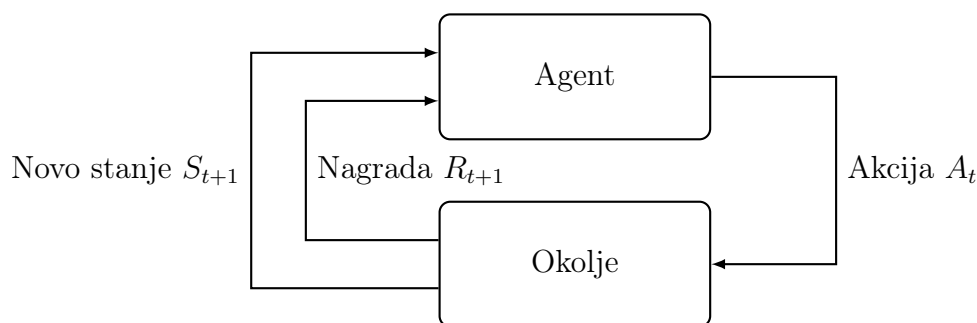 Agent
Novo stanje $S_{t+1}$
Nagrada $R_{t+1}$
Akcija $A_t$
Okolje